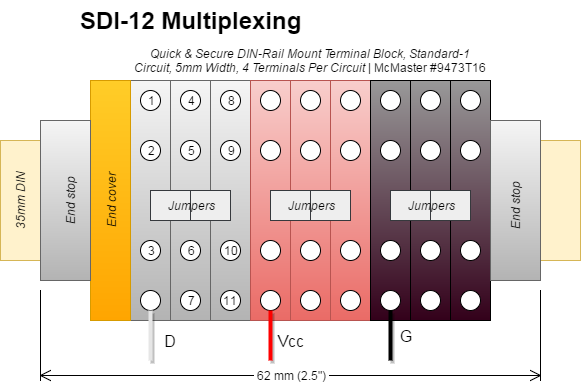 SDI-12 Multiplexing
Quick & Secure DIN-Rail Mount Terminal Block, Standard-1
Circuit, 5mm Width, 4 Terminals Per Circuit | McMaster #9473T16
1 4 8
2 5 9
35mm DIN
End stop
End cover
Jumpers
Jumpers
Jumpers
End stop
3 6 10
7 11
D
Vcc
G
62 mm (2.5")